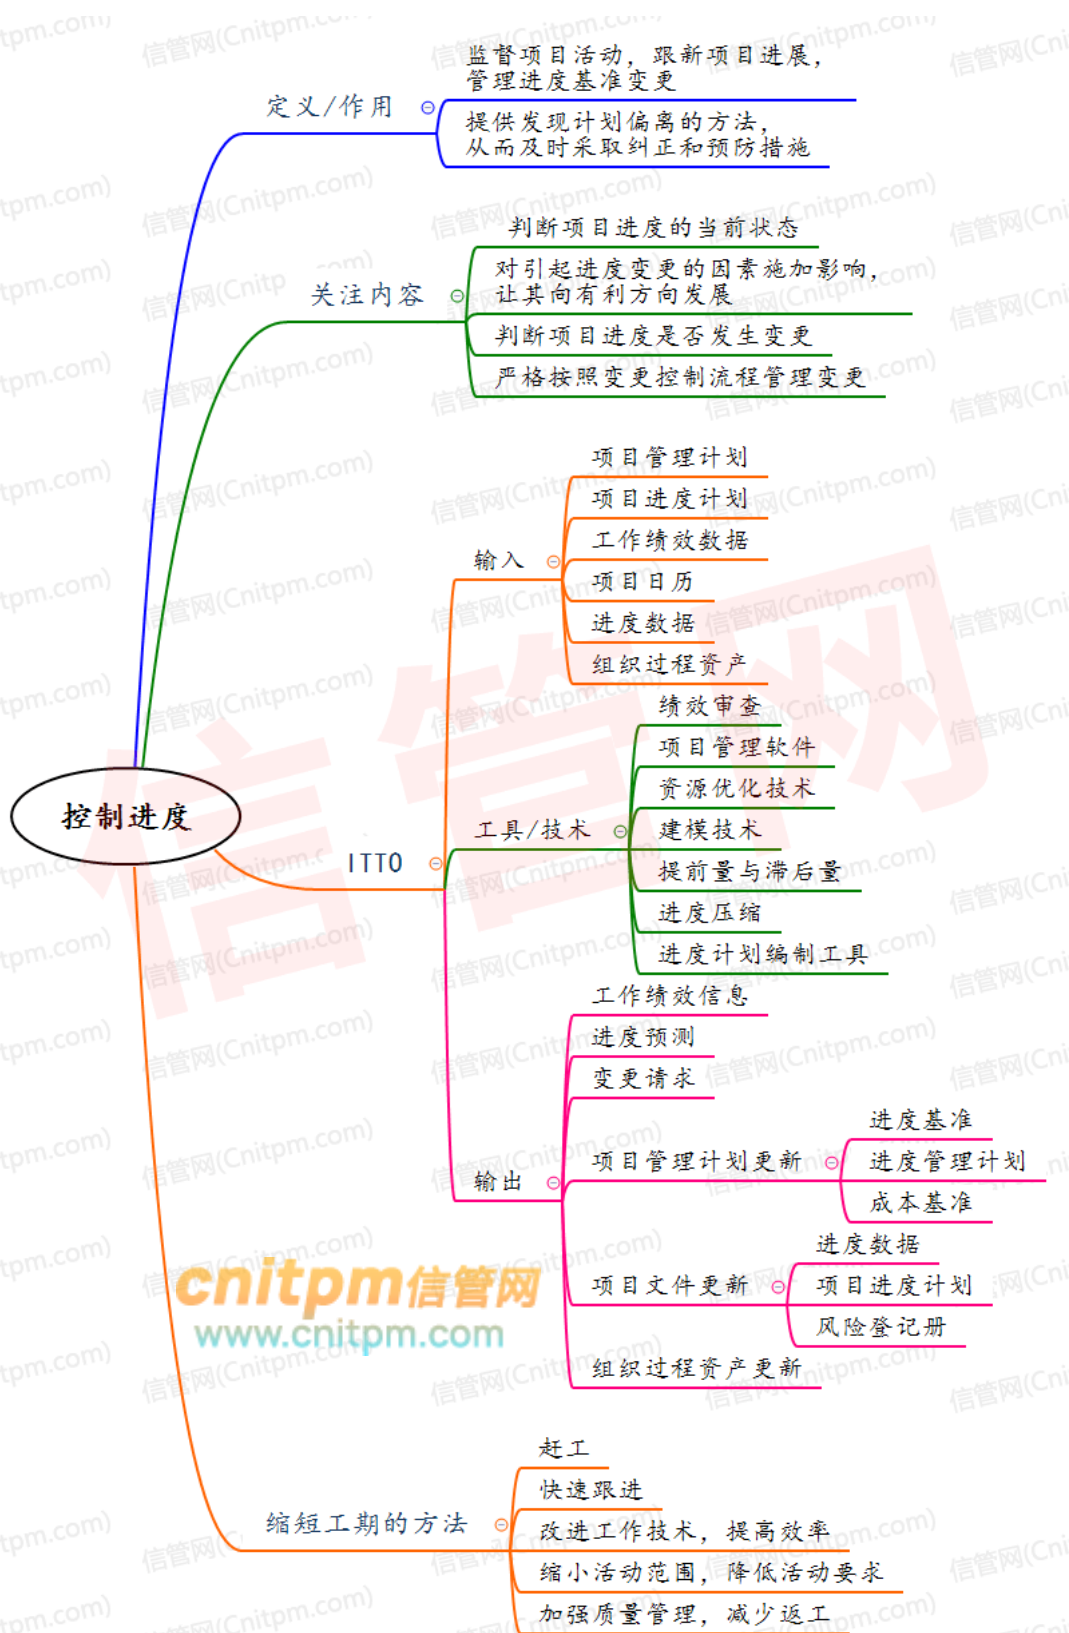 定义/作用
监督项目活动，跟新项目进展，
管理进度基准变更
提供发现计划偏离的方法，
从而及时采取纠正和预防措施
关注内容
判断项目进度的当前状态
对引起进度变更的因素施加影响，
让其向有利方向发展
判断项目进度是否发生变更
严格按照变更控制流程管理变更
控制进度
ITTO
输入
项目管理计划
项目进度计划
工作绩效数据
项目日历
进度数据
组织过程资产
工具/技术
绩效审查
项目管理软件
资源优化技术
建模技术
提前量与滞后量
进度压缩
进度计划编制工具
输出
工作绩效信息
进度预测
变更请求
项目管理计划更新
进度基准
进度管理计划
成本基准
项目文件更新
进度数据
项目进度计划
风险登记册
组织过程资产更新
缩短工期的方法
赶工
快速跟进
改进工作技术，提高效率
缩小活动范围，降低活动要求
加强质量管理，减少返工
cnitpm信管网
www.cnitpm.com
信管网
信管网(Cnitpm.com)